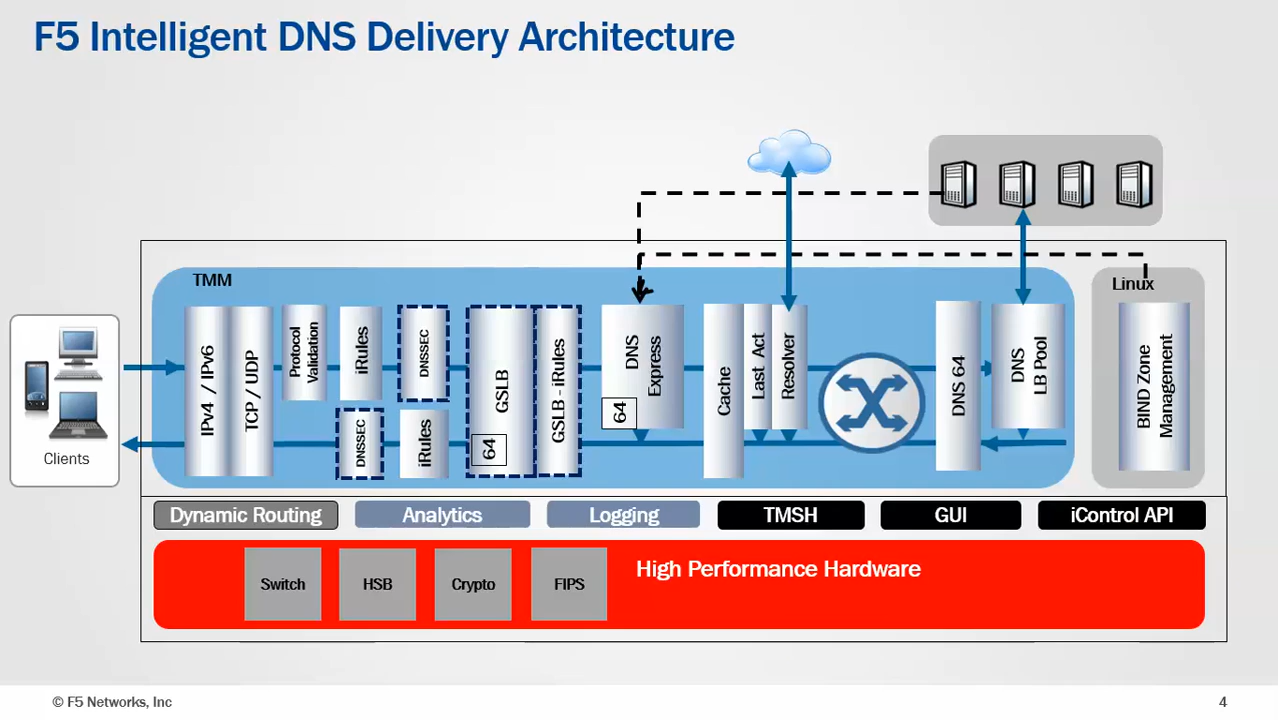 F5 Intelligent DNS Delivery Architecture
TMM
Linux
IPv4 / IPv6
TCP / UDP
Protocol
Validation
iRules
DNSSEC
DNSSEC
iRules
GSLB
64
GSLB - iRules
DNS
Express
64
Cache
Last Act
Resolver
DNS 64
DNS
LB Pool
BIND Zone
Management
Clients
Dynamic Routing
Analytics
Logging
TMSH
GUI
iControl API
Switch
HSB
Crypto
FIPS
High Performance Hardware
© F5 Networks, Inc
4